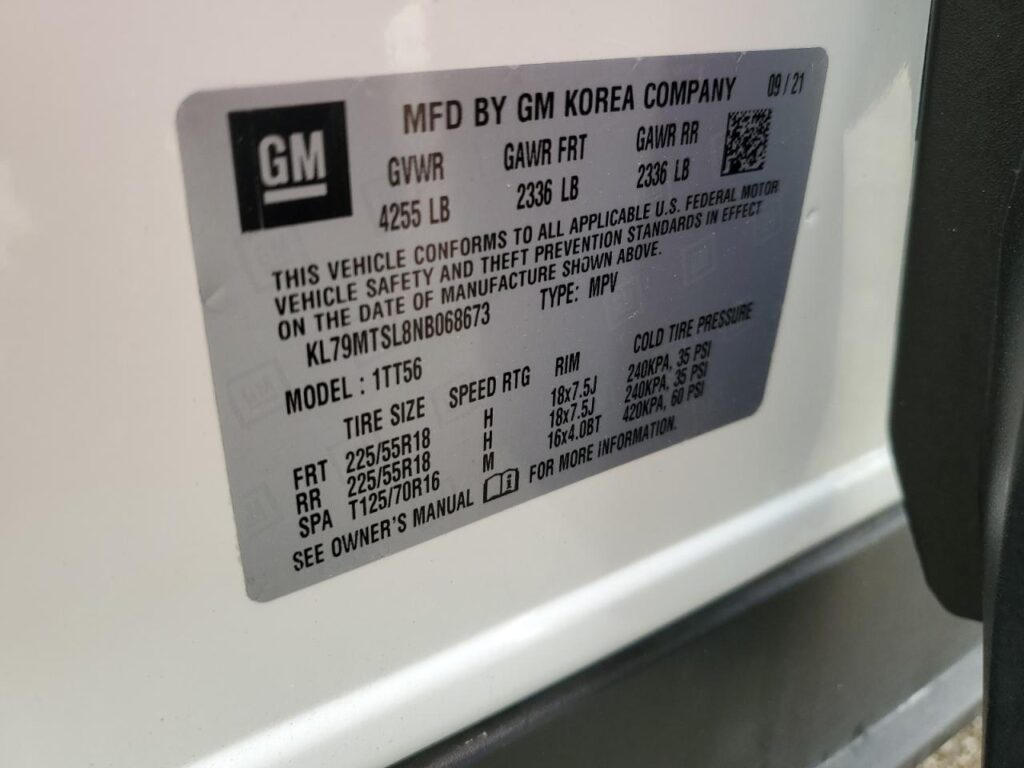 GM
MFD BY GM KOREA COMPANY 09 / 21
GVWR GAWR FRT GAWR RR
4255 LB 2336 LB 2336 LB
THIS VEHICLE CONFORMS TO ALL APPLICABLE U.S. FEDERAL MOTOR
VEHICLE SAFETY AND THEFT PREVENTION STANDARDS IN EFFECT
ON THE DATE OF MANUFACTURE SHOWN ABOVE.
KL79MTSL8NB068673 TYPE: MPV
MODEL : 1TT56
TIRE SIZE SPEED RTG RIM COLD TIRE PRESSURE
FRT 225/55R18 H 18x7.5J 240KPA, 35 PSI
RR 225/55R18 H 18x7.5J 240KPA, 35 PSI
SPA T125/70R16 M 16x4.0BT 420KPA, 60 PSI
SEE OWNER'S MANUAL FOR MORE INFORMATION.